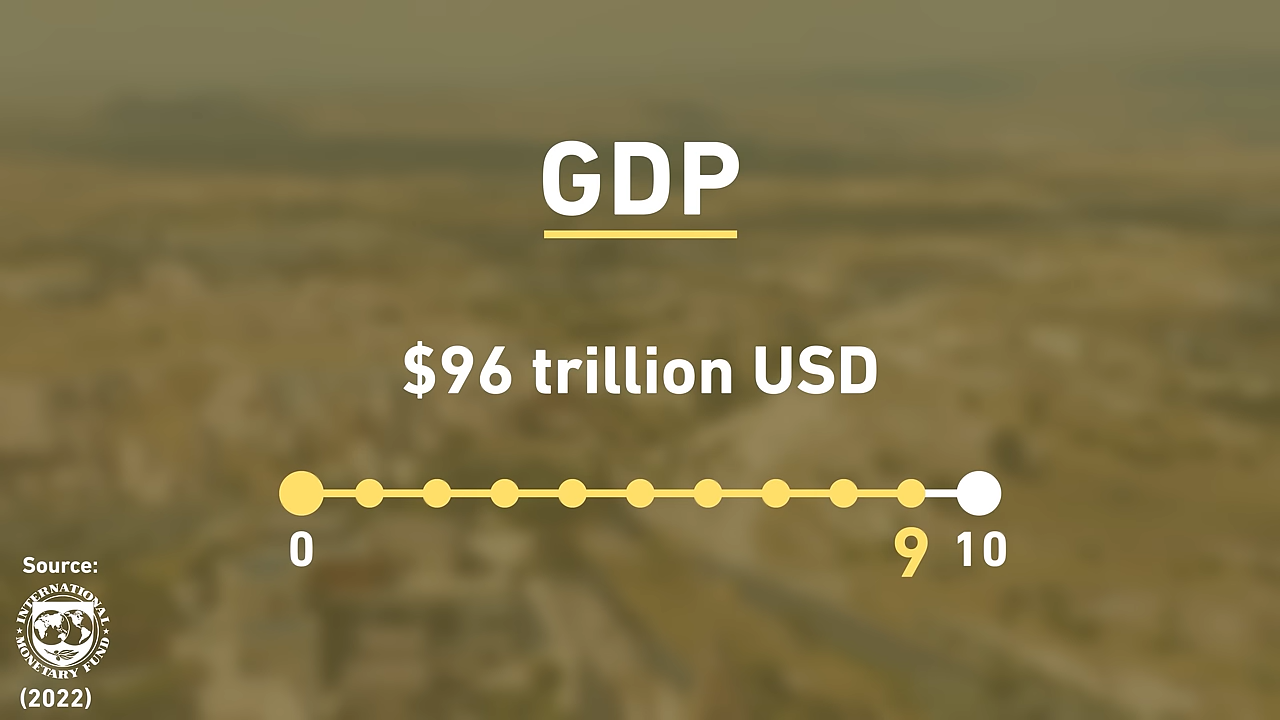 GDP
$96 trillion USD
0
9
10
Source:
INTERNATIONAL
MONETARY FUND
(2022)